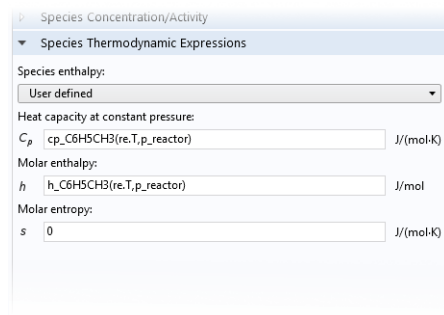 Species Concentration/Activity
Species Thermodynamic Expressions
Species enthalpy:
User defined
Heat capacity at constant pressure:
Cp cp_C6H5CH3(re.T,p_reactor) J/(mol·K)
Molar enthalpy:
h h_C6H5CH3(re.T,p_reactor) J/mol
Molar entropy:
s 0 J/(mol·K)